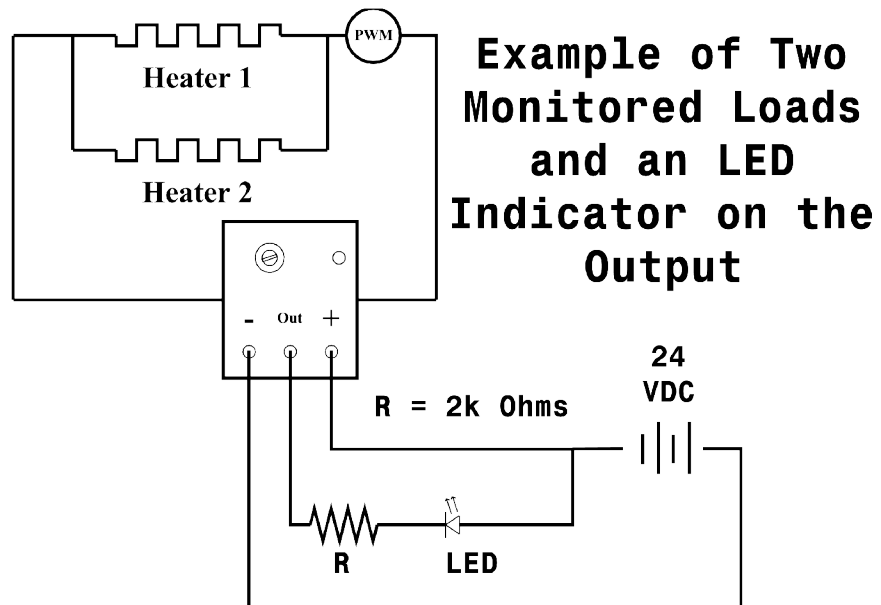 PWM
Heater 1
Heater 2
Example of Two
Monitored Loads
and an LED
Indicator on the
Output
- Out +
24
VDC
R = 2k Ohms
R
LED